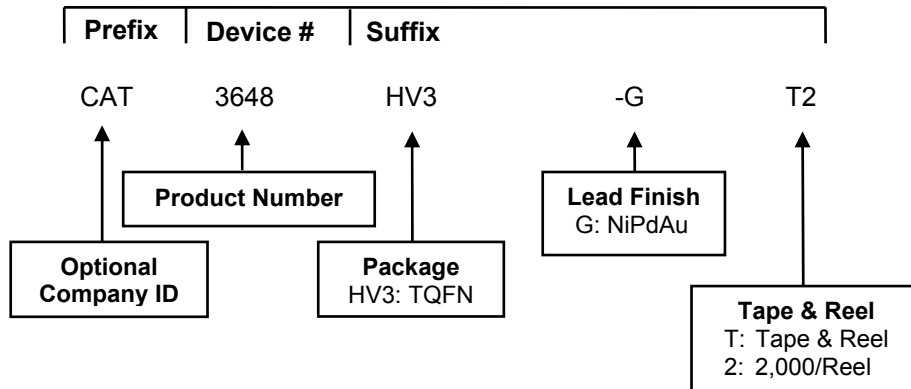 Prefix Device # Suffix
CAT 3648 HV3 -G T2
Product Number
Lead Finish
G: NiPdAu
Optional
Company ID
Package
HV3: TQFN
Tape & Reel
T: Tape & Reel
2: 2,000/Reel